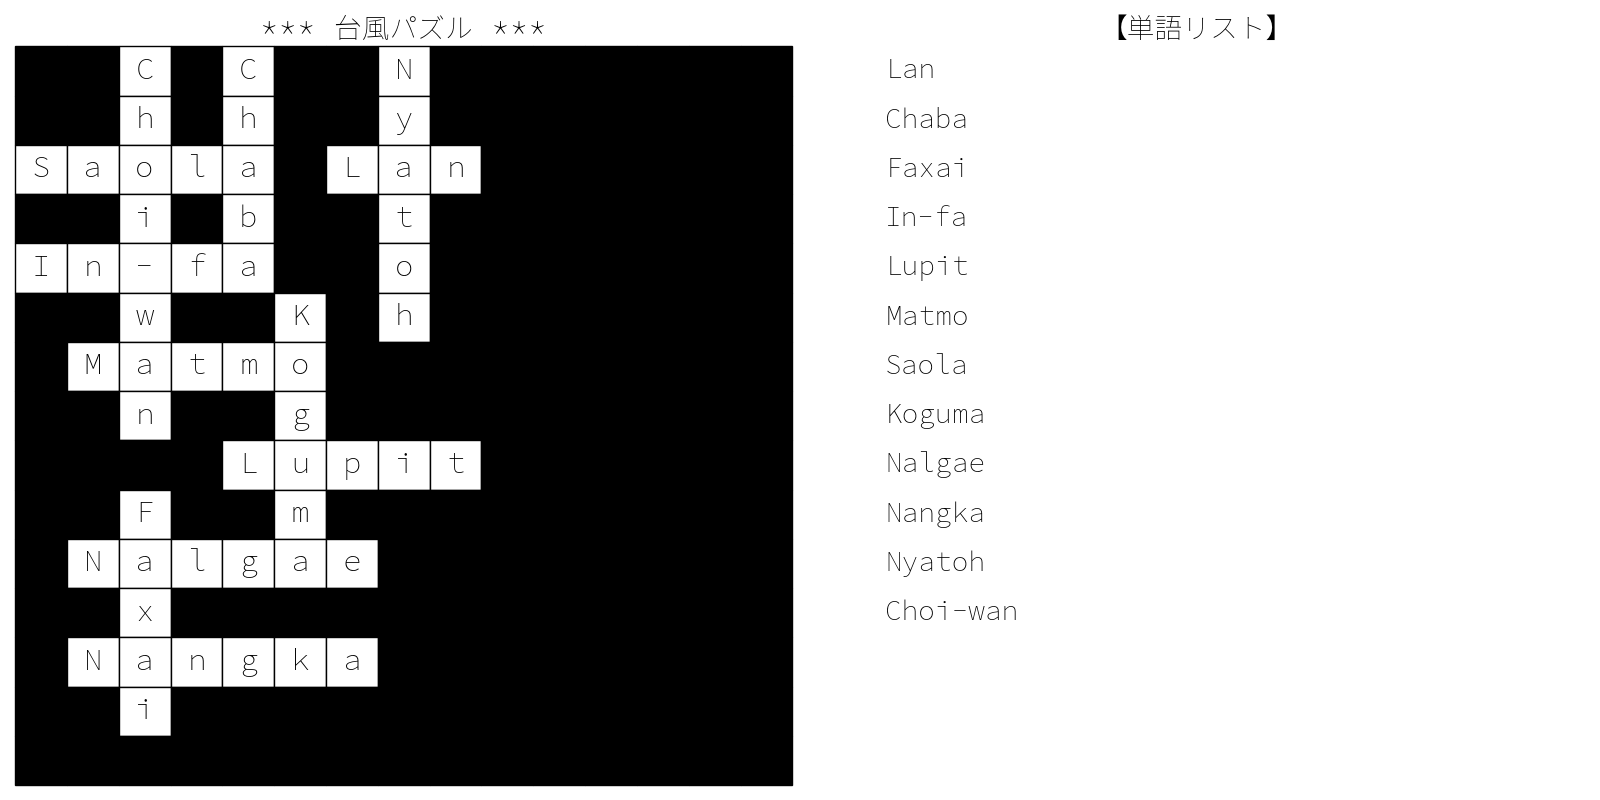 *** 台風パズル ***
【単語リスト】
C C N
h h y
S a o l a L a n
i b t
I n - f a o
w K h
M a t m o
n g
L u p i t
F m
N a l g a e
x
N a n g k a
i
Lan
Chaba
Faxai
In-fa
Lupit
Matmo
Saola
Koguma
Nalgae
Nangka
Nyatoh
Choi-wan